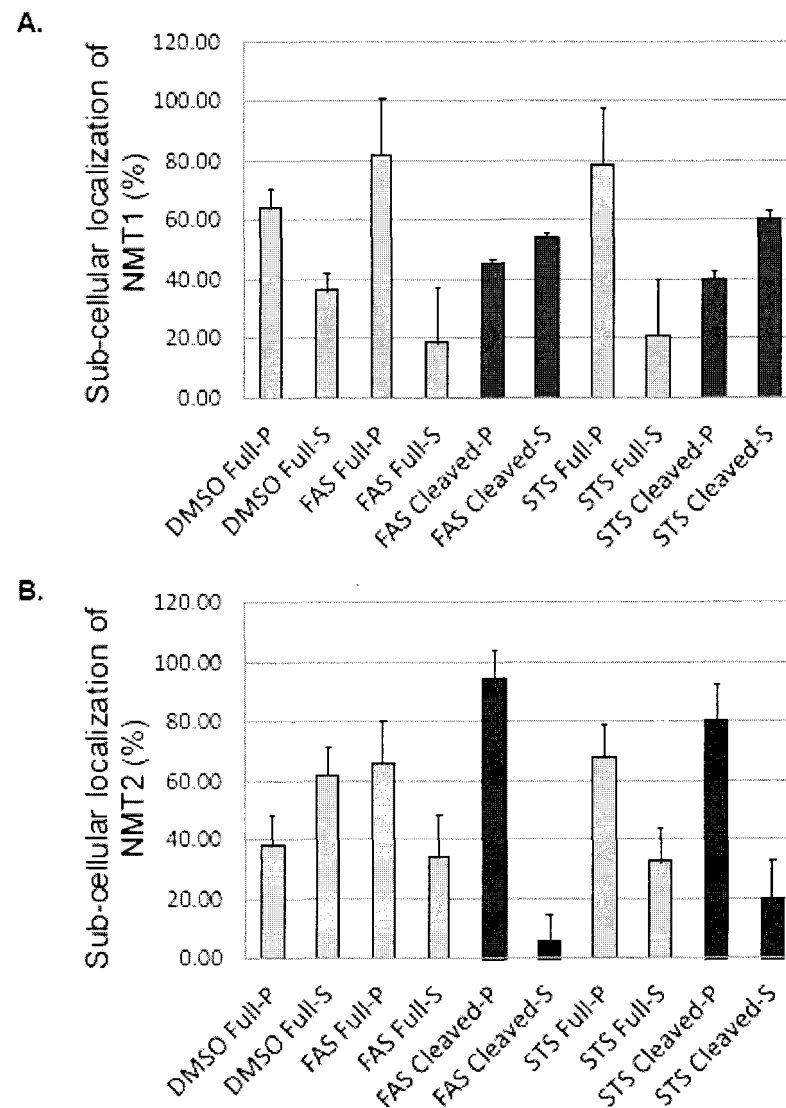 A.
Sub-cellular localization of
NMT1 (%)
120.00
100.00
80.00
60.00
40.00
20.00
0.00
DMSO Full-P
DMSO Full-S
FAS Full-P
FAS Full-S
FAS Cleaved-P
FAS Cleaved-S
STS Full-P
STS Full-S
STS Cleaved-P
STS Cleaved-S
B.
Sub-cellular localization of
NMT2 (%)
120.00
100.00
80.00
60.00
40.00
20.00
0.00
DMSO Full-P
DMSO Full-S
FAS Full-P
FAS Full-S
FAS Cleaved-P
FAS Cleaved-S
STS Full-P
STS Full-S
STS Cleaved-P
STS Cleaved-S